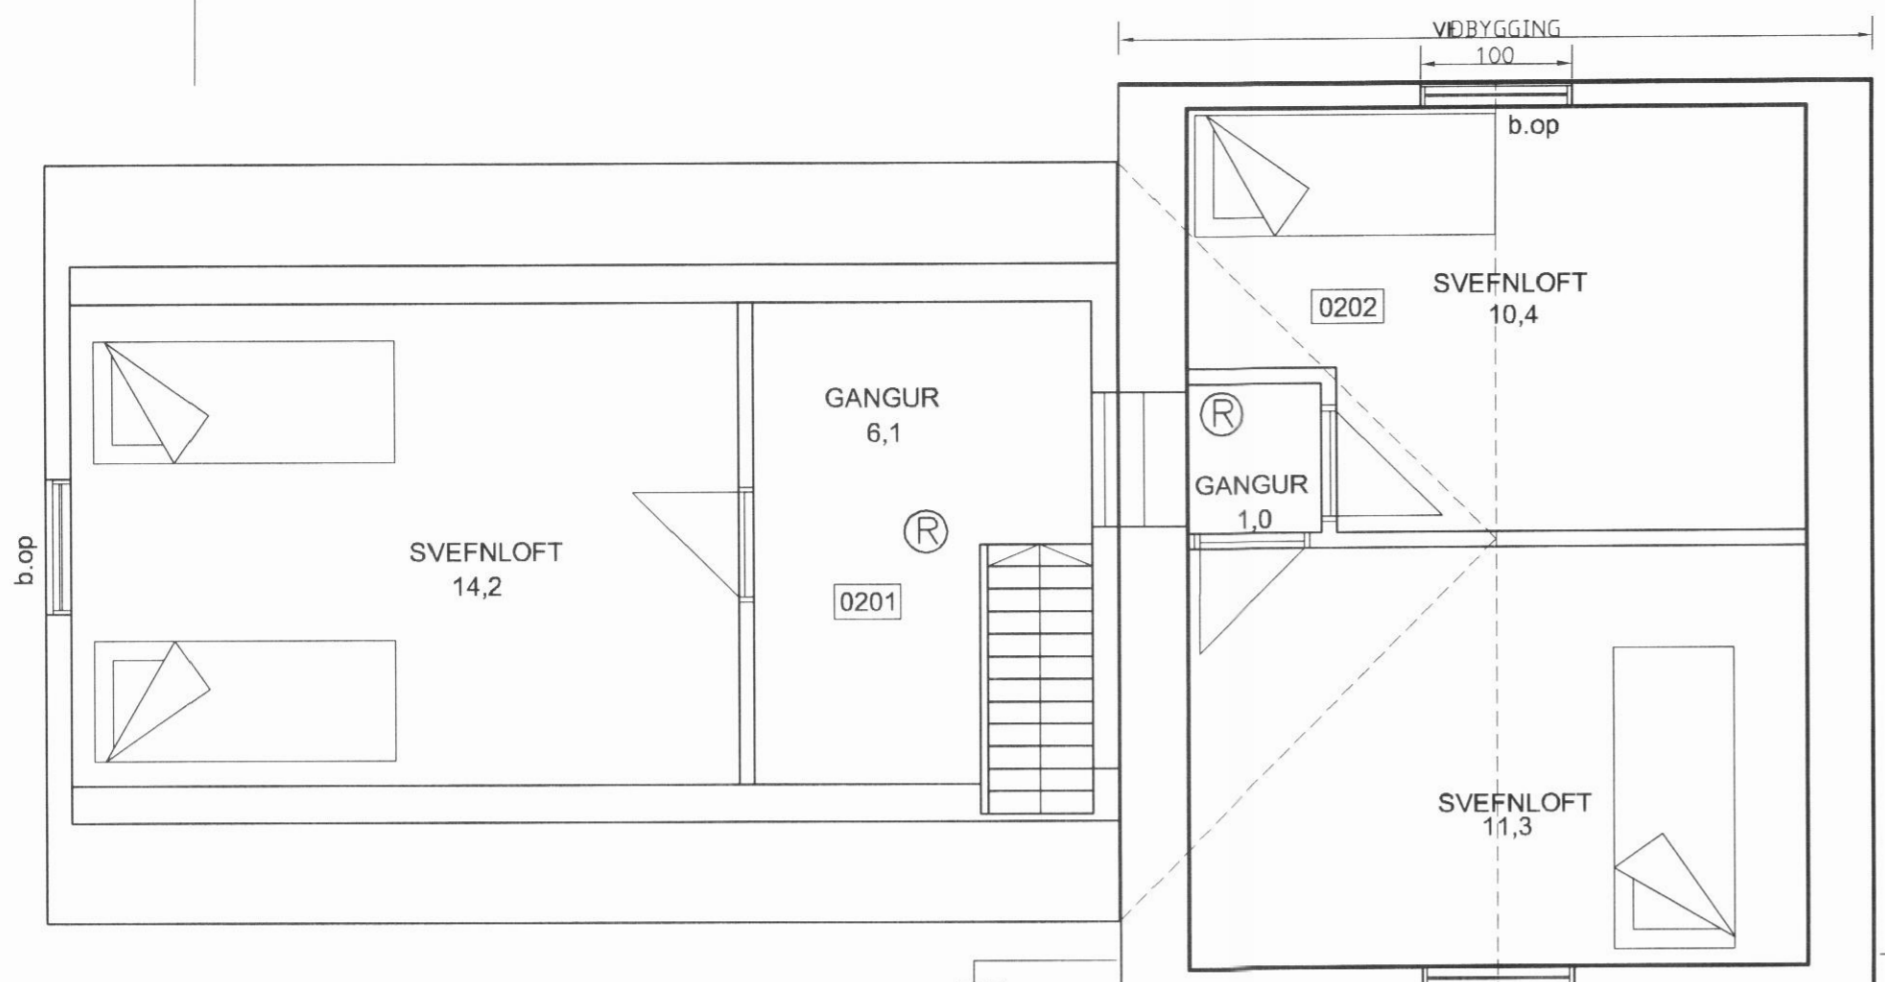 VIÐBYGGING
100
b.op
SVEFNLOFT
10,4
0202
GANGUR
6,1
R
GANGUR
1,0
R
0201
SVEFNLOFT
14,2
b.op
SVEFNLOFT
11,3